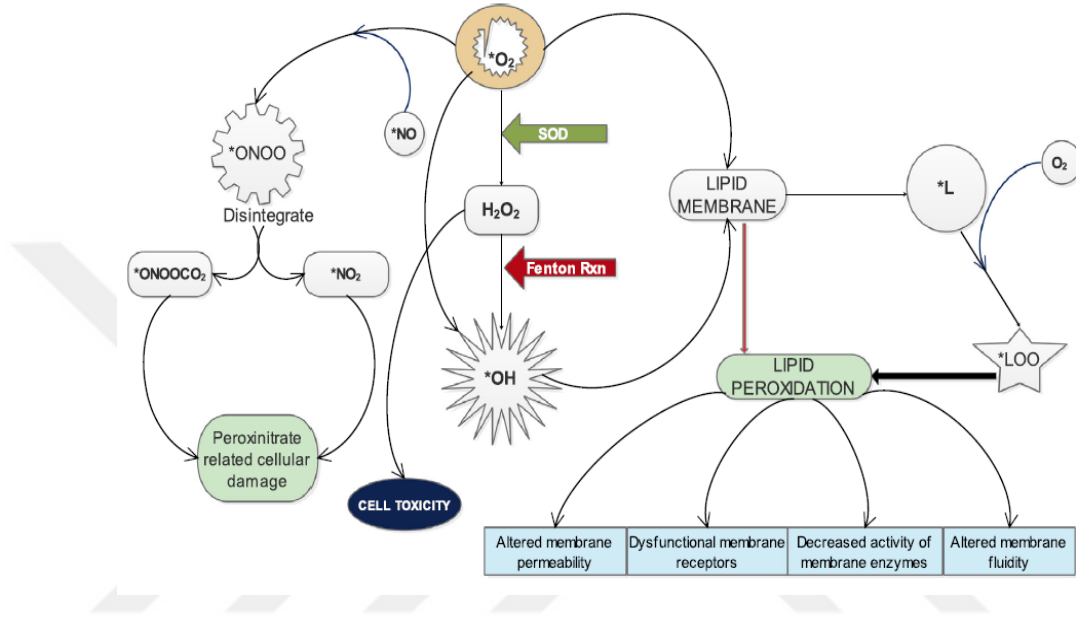 *O₂
*NO
SOD
*ONOO
Disintegrate
LIPID
MEMBRANE
*L
O₂
H₂O₂
Fenton Rxn
*ONOOCO₂
*NO₂
*OH
*LOO
LIPID
PEROXIDATION
Peroxinitrate
related cellular
damage
CELL TOXICITY
Altered membrane
permeability
Dysfunctional membrane
receptors
Decreased activity of
membrane enzymes
Altered membrane
fluidity